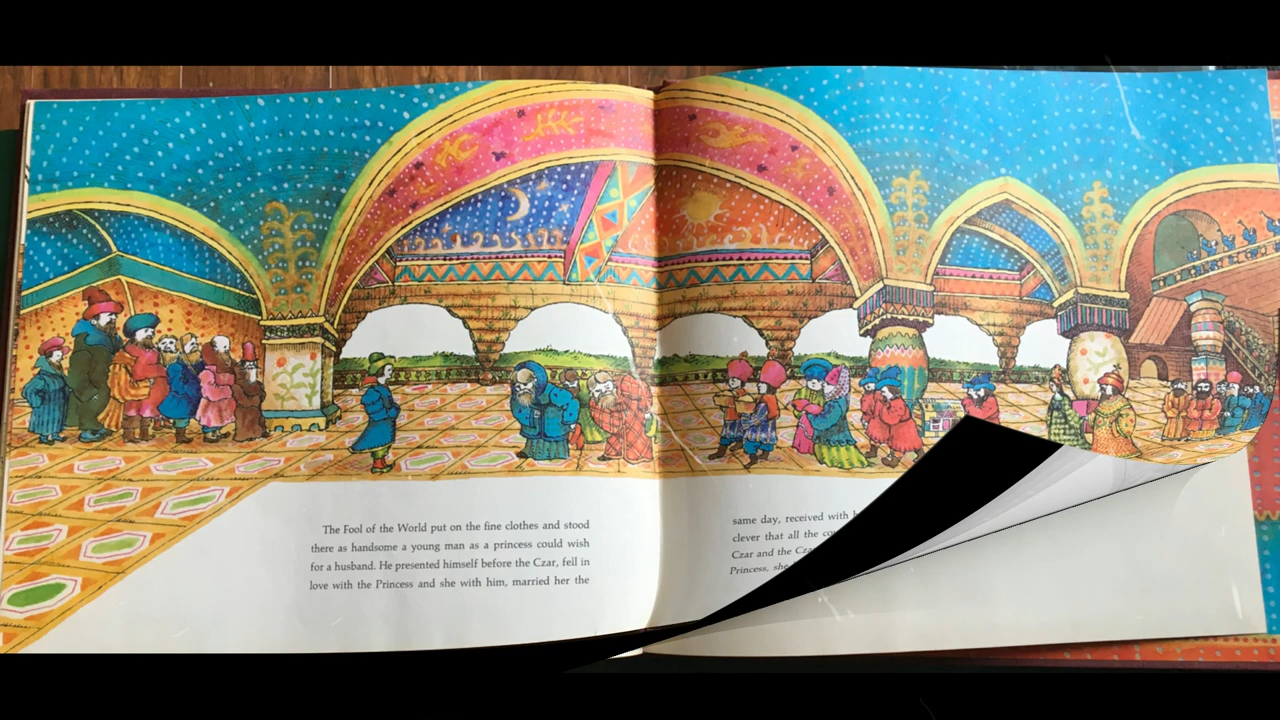 The Fool of the World put on the fine clothes and stood
there as handsome a young man as a princess could wish
for a husband. He presented himself before the Czar, fell in
love with the Princess and she with him, married her the
same day, received with
clever that all the
Czar and the
Princess, she